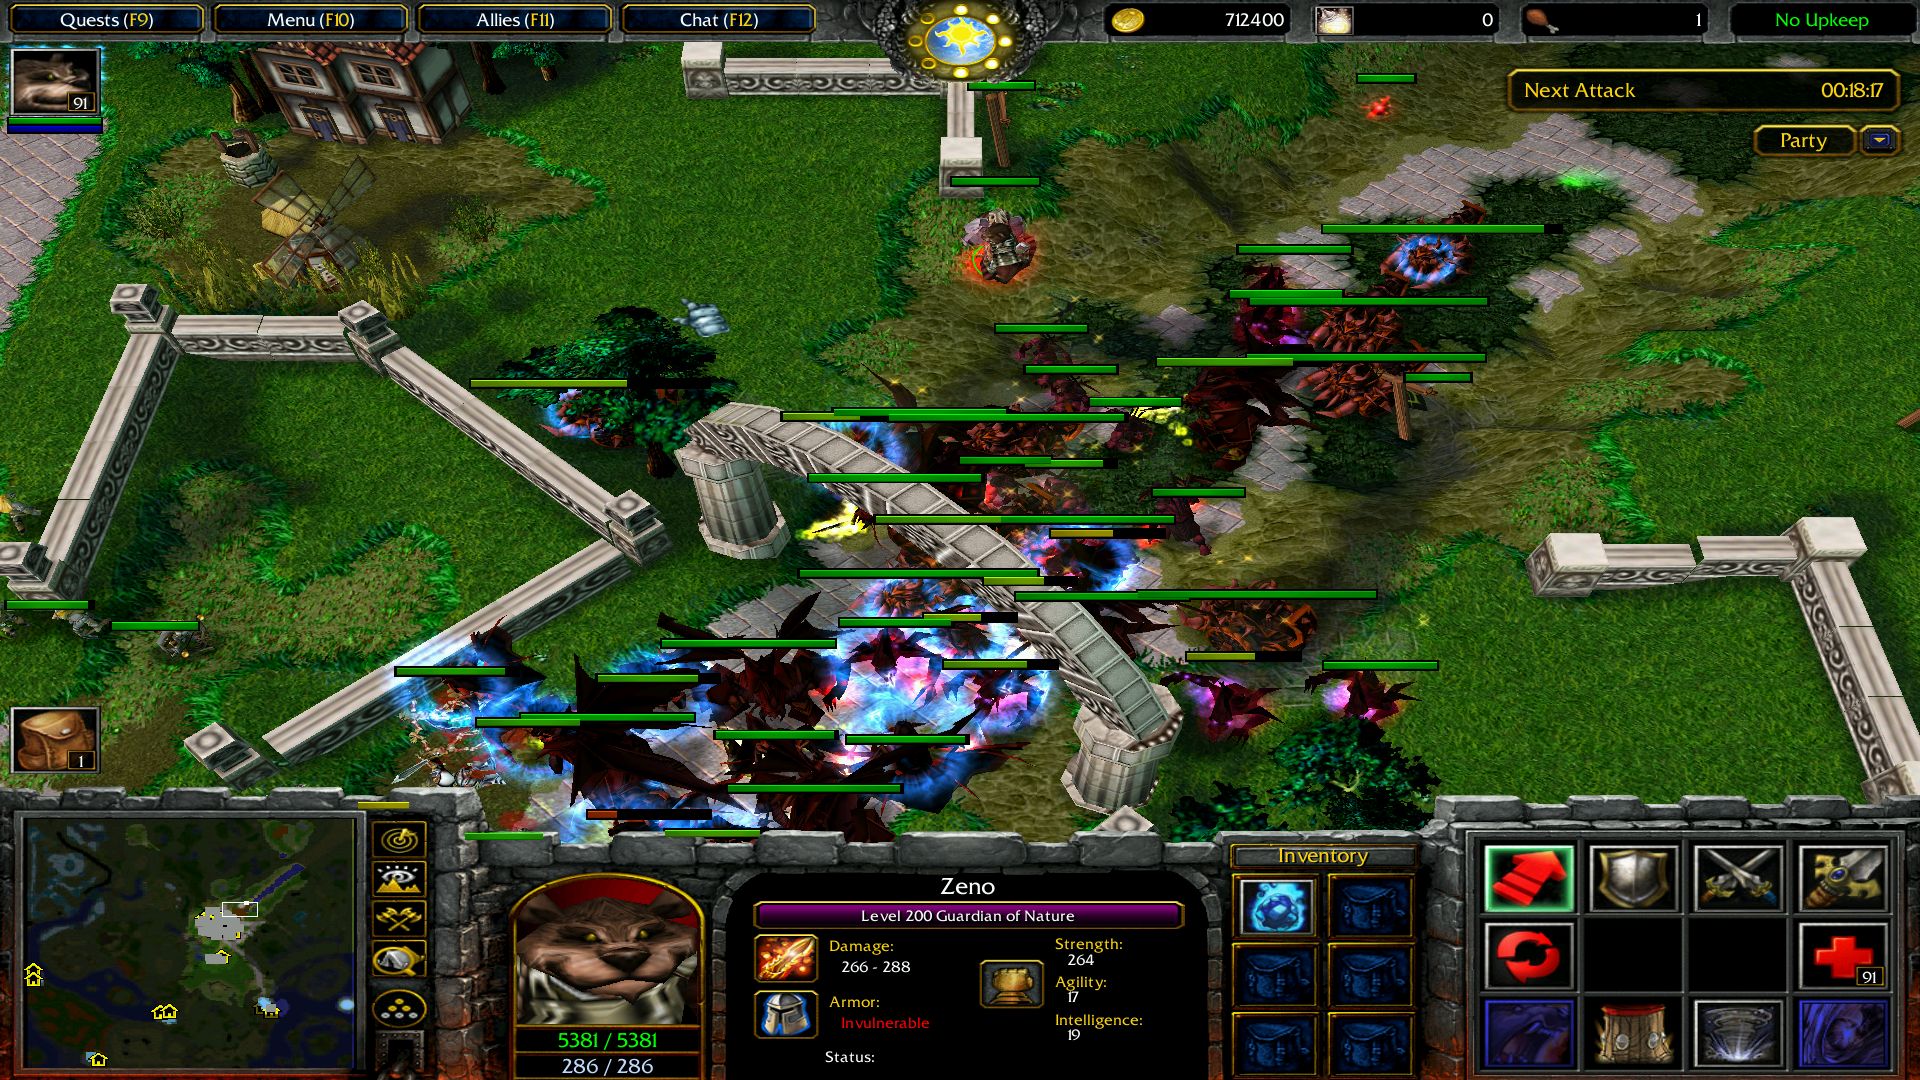 Quests (F9)
Menu (F10)
Allies (F11)
Chat (F12)
712400
0
1
No Upkeep
91
Next Attack
00:18:17
Party
1
Zeno
Level 200 Guardian of Nature
Damage:
266 - 288
Armor:
Invulnerable
Strength:
264
Agility:
17
Intelligence:
19
Status:
5381 / 5381
286 / 286
Inventory
91